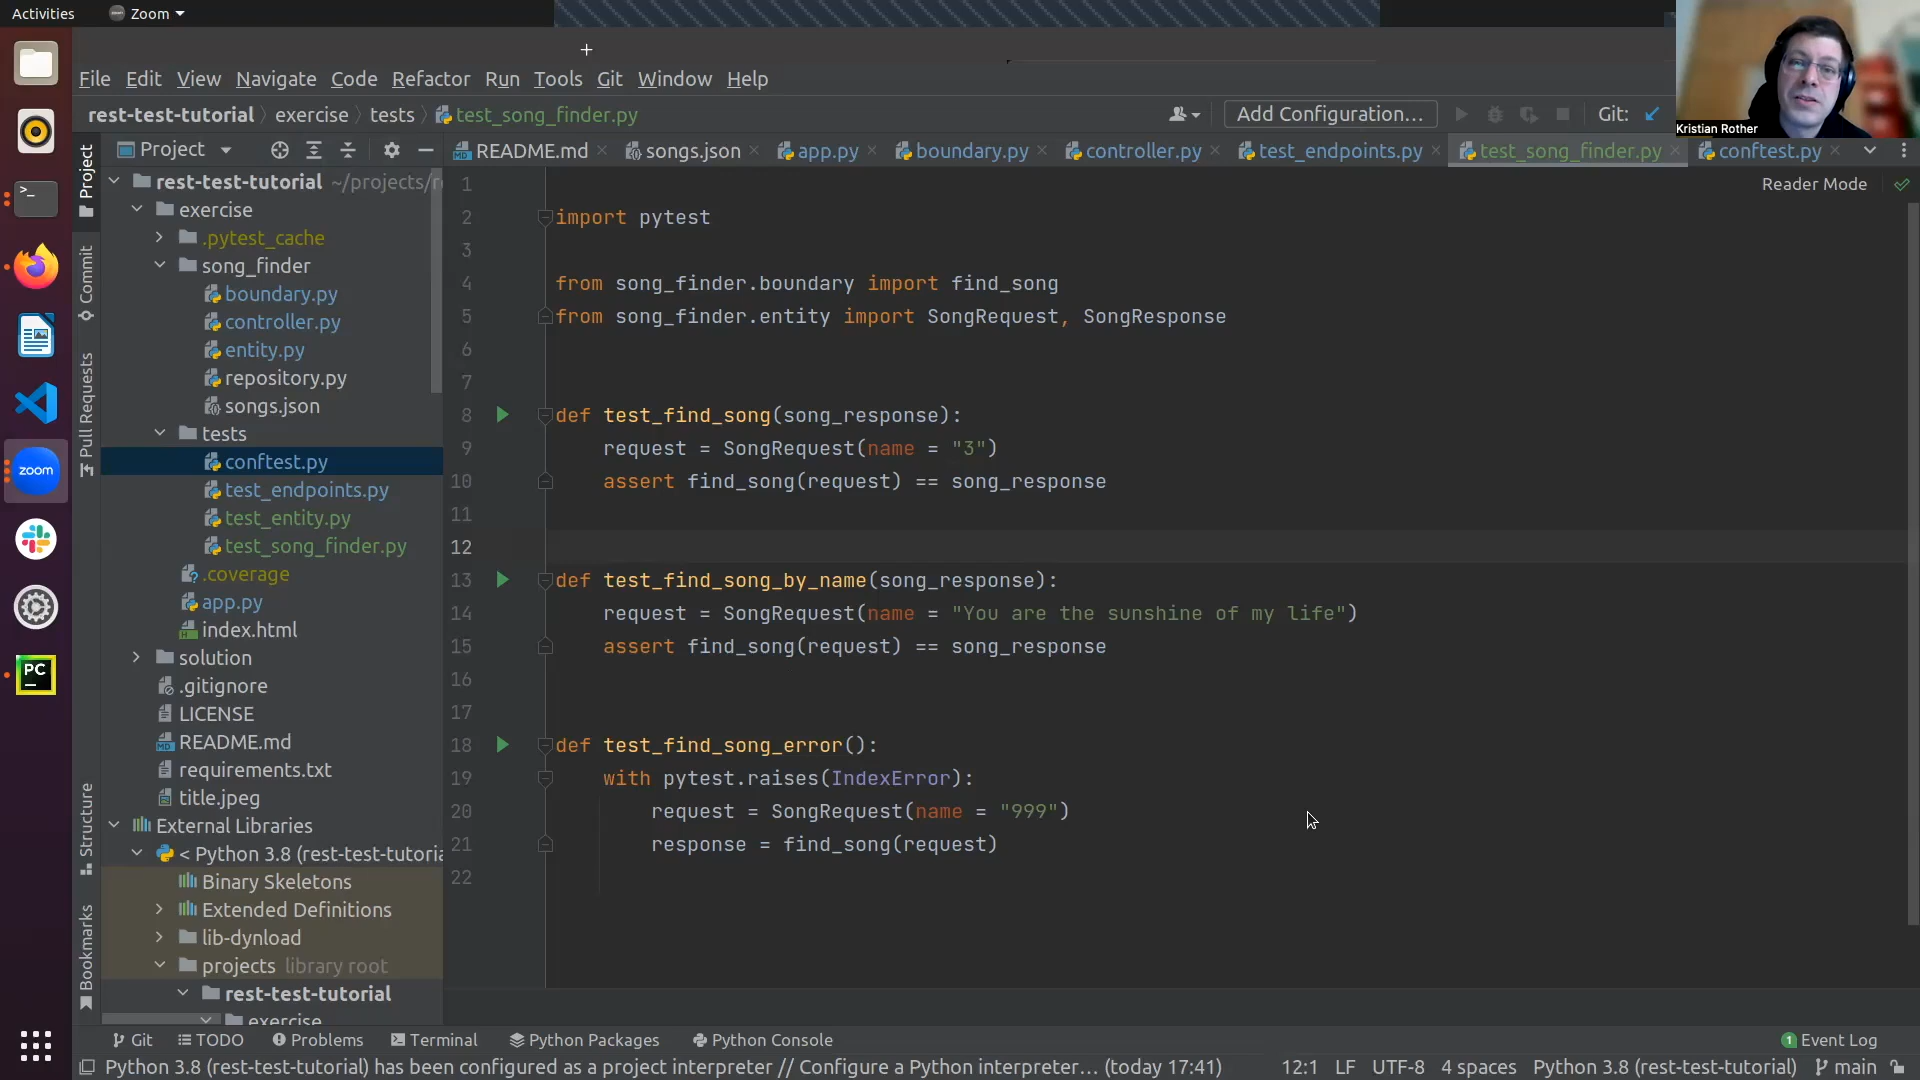 Activities
Zoom
Kristian Rother
File Edit View Navigate Code Refactor Run Tools Git Window Help
rest-test-tutorial exercise tests test_song_finder.py
Add Configuration...
Git:
Project
README.md songs.json app.py boundary.py controller.py test_endpoints.py test_song_finder.py conftest.py
Reader Mode
Project
Commit
Pull Requests
Structure
Bookmarks
rest-test-tutorial ~/projects/r
exercise
.pytest_cache
song_finder
boundary.py
controller.py
entity.py
repository.py
songs.json
tests
conftest.py
test_endpoints.py
test_entity.py
test_song_finder.py
.coverage
app.py
index.html
solution
.gitignore
LICENSE
README.md
requirements.txt
title.jpeg
External Libraries
< Python 3.8 (rest-test-tutoria
Binary Skeletons
Extended Definitions
lib-dynload
projects library root
rest-test-tutorial
exercise
zoom
PC
1
2 import pytest
3
4 from song_finder.boundary import find_song
5 from song_finder.entity import SongRequest, SongResponse
6
7
8 def test_find_song(song_response):
9 request = SongRequest(name = "3")
10 assert find_song(request) == song_response
11
12
13 def test_find_song_by_name(song_response):
14 request = SongRequest(name = "You are the sunshine of my life")
15 assert find_song(request) == song_response
16
17
18 def test_find_song_error():
19 with pytest.raises(IndexError):
20 request = SongRequest(name = "999")
21 response = find_song(request)
22
Git TODO Problems Terminal Python Packages Python Console
1 Event Log
Python 3.8 (rest-test-tutorial) has been configured as a project interpreter // Configure a Python interpreter... (today 17:41)
12:1 LF UTF-8 4 spaces Python 3.8 (rest-test-tutorial) main